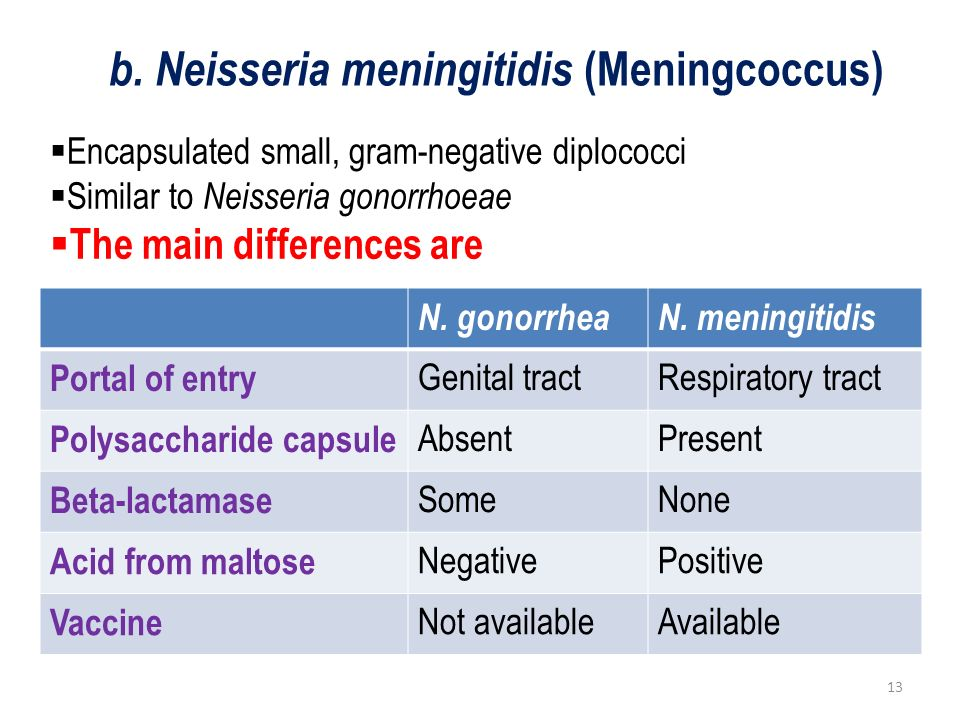 b. Neisseria meningitidis (Meningcoccus)
▪Encapsulated small, gram-negative diplococci
▪Similar to Neisseria gonorrhoeae
▪The main differences are
N. gonorrhea N. meningitidis
Portal of entry Genital tract Respiratory tract
Polysaccharide capsule Absent Present
Beta-lactamase Some None
Acid from maltose Negative Positive
Vaccine Not available Available
13